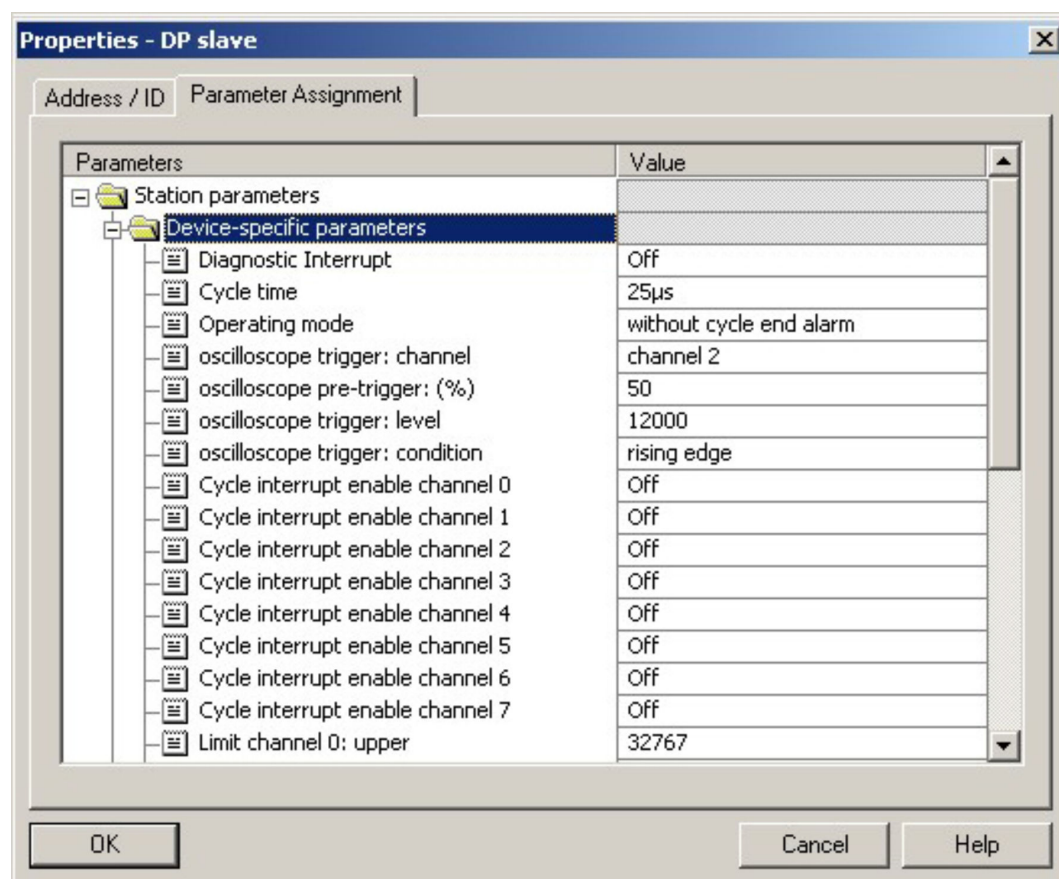 Properties - DP slave
Address / ID Parameter Assignment
Parameters Value
Station parameters
Device-specific parameters
Diagnostic Interrupt Off
Cycle time 25µs
Operating mode without cycle end alarm
oscilloscope trigger: channel channel 2
oscilloscope pre-trigger: (%) 50
oscilloscope trigger: level 12000
oscilloscope trigger: condition rising edge
Cycle interrupt enable channel 0 Off
Cycle interrupt enable channel 1 Off
Cycle interrupt enable channel 2 Off
Cycle interrupt enable channel 3 Off
Cycle interrupt enable channel 4 Off
Cycle interrupt enable channel 5 Off
Cycle interrupt enable channel 6 Off
Cycle interrupt enable channel 7 Off
Limit channel 0: upper 32767
OK Cancel Help